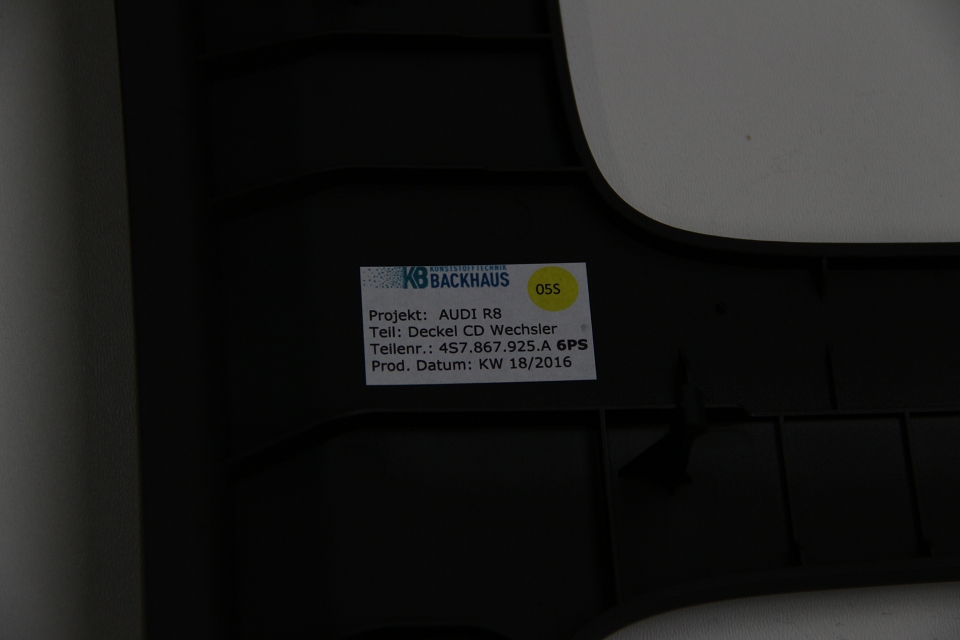 KB KUNSTSTOFFTECHNIK
BACKHAUS
05S
Projekt: AUDI R8
Teil: Deckel CD Wechsler
Teilenr.: 4S7.867.925.A 6PS
Prod. Datum: KW 18/2016